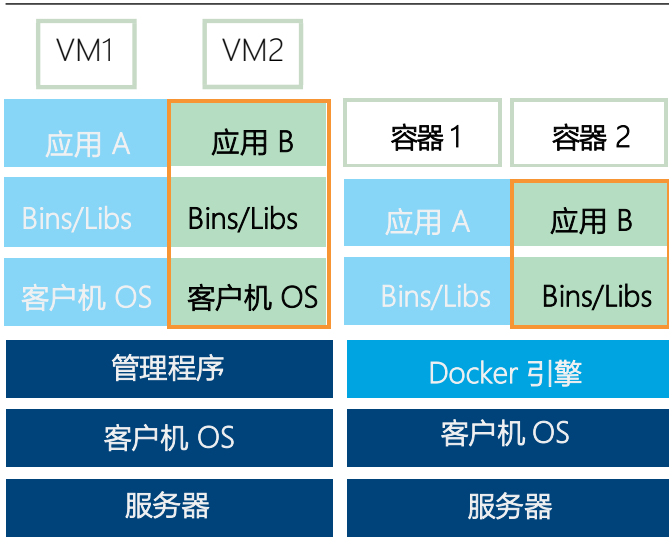 VM1
VM2
应用 A
应用 B
Bins/Libs
Bins/Libs
客户机 OS
客户机 OS
管理程序
客户机 OS
服务器
容器 1
容器 2
应用 A
应用 B
Bins/Libs
Bins/Libs
Docker 引擎
客户机 OS
服务器